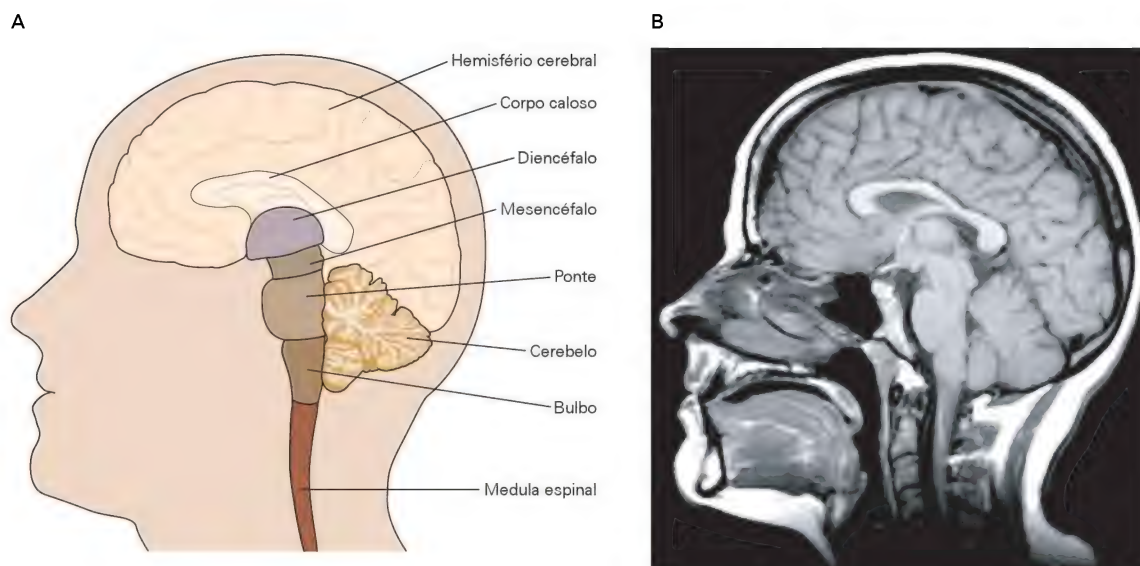 A
B
Hemisfério cerebral
Corpo caloso
Diencéfalo
Mesencéfalo
Ponte
Cerebelo
Bulbo
Medula espinal